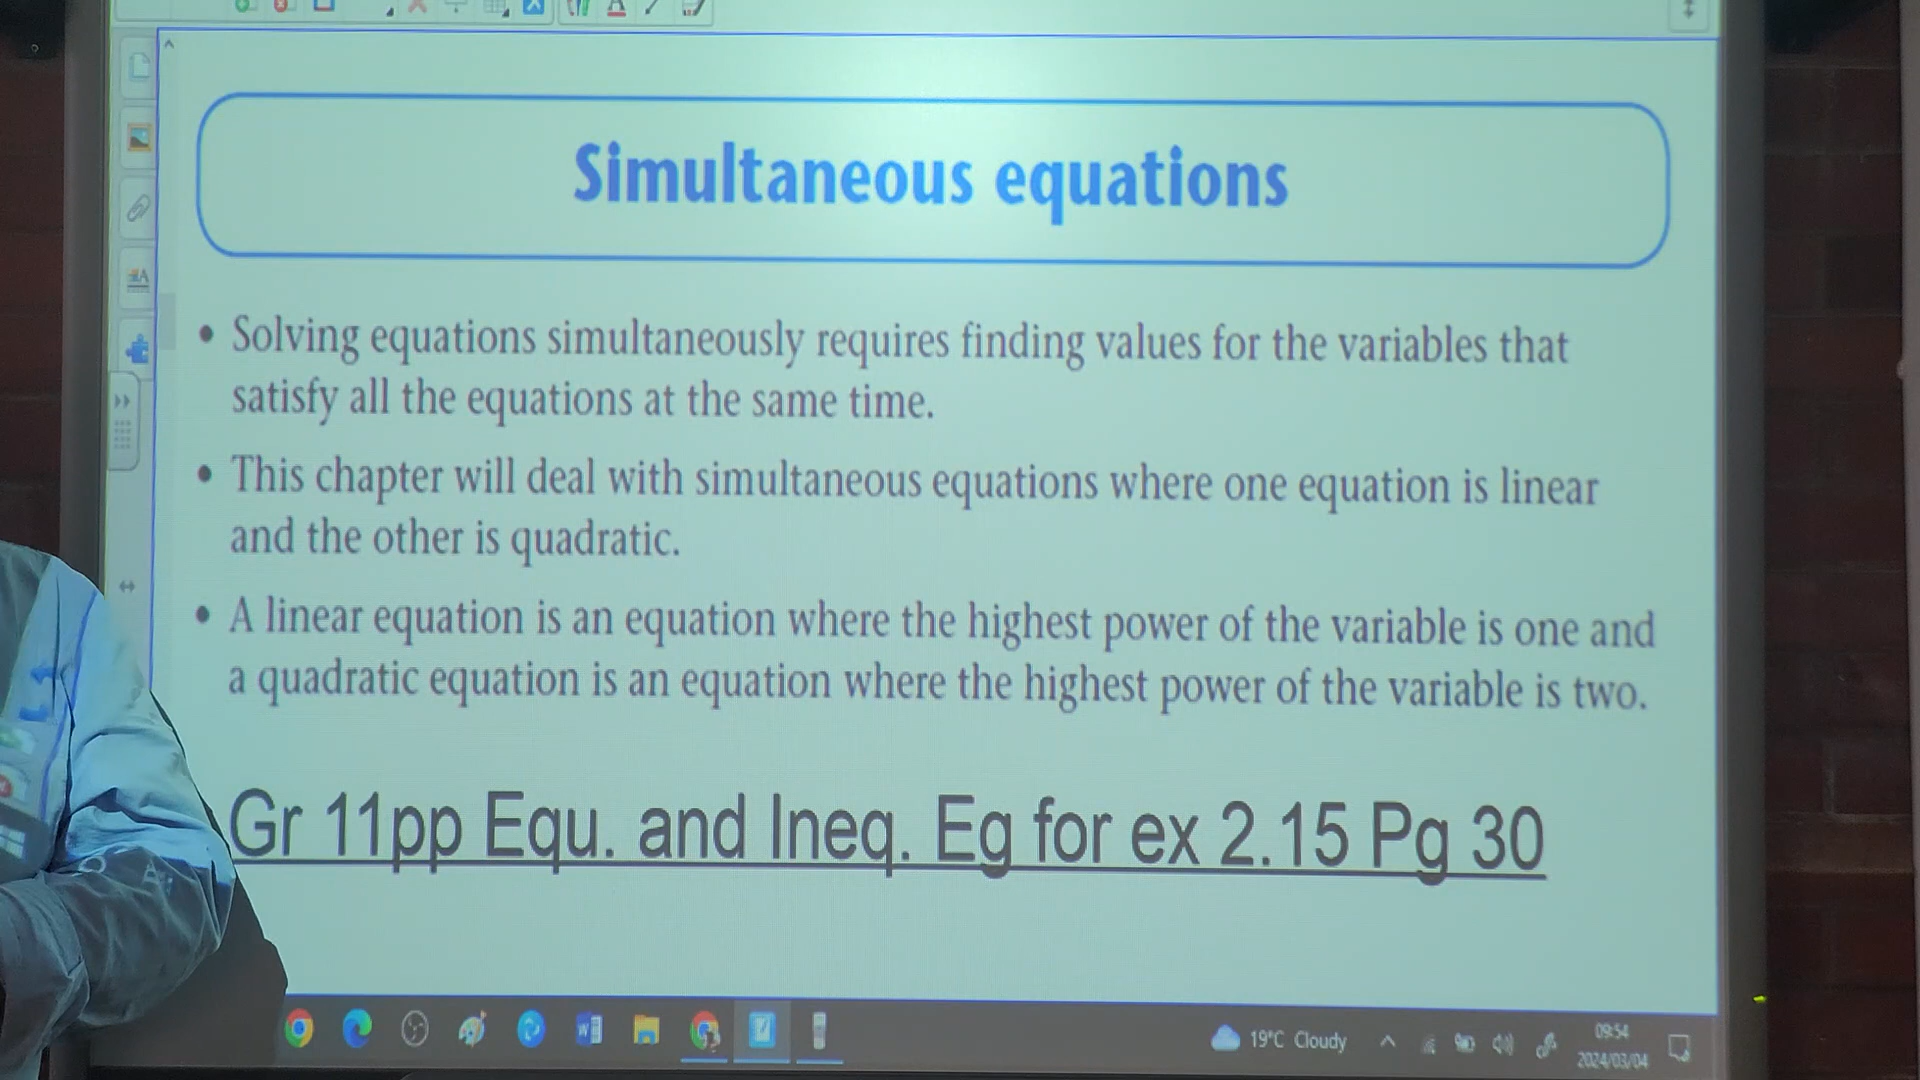 Simultaneous equations
• Solving equations simultaneously requires finding values for the variables that
satisfy all the equations at the same time.
• This chapter will deal with simultaneous equations where one equation is linear
and the other is quadratic.
• A linear equation is an equation where the highest power of the variable is one and
a quadratic equation is an equation where the highest power of the variable is two.
Gr 11pp Equ. and Ineq. Eg for ex 2.15 Pg 30
19°C Cloudy
09:54
2024/03/04